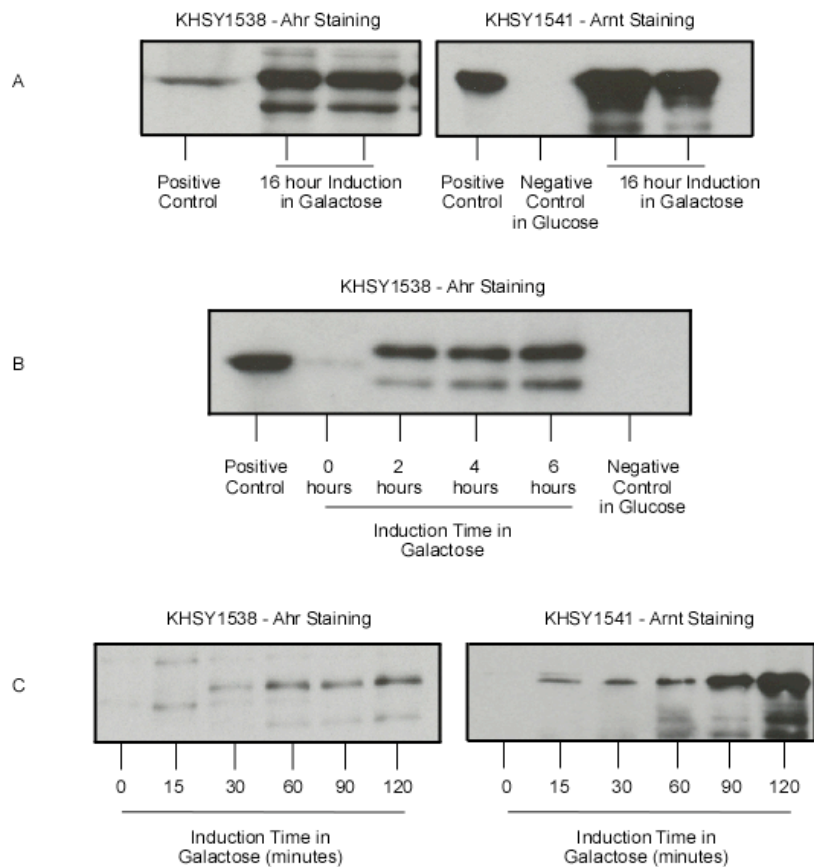 KHSY1538 - Ahr Staining
KHSY1541 - Arnt Staining
A
Positive
Control
16 hour Induction
in Galactose
Positive
Control
Negative
Control
in Glucose
16 hour Induction
in Galactose
KHSY1538 - Ahr Staining
B
Positive
Control
0
hours
2
hours
4
hours
6
hours
Negative
Control
in Glucose
Induction Time in
Galactose
KHSY1538 - Ahr Staining
KHSY1541 - Arnt Staining
C
0 15 30 60 90 120
Induction Time in
Galactose (minutes)
0 15 30 60 90 120
Induction Time in
Galactose (minutes)